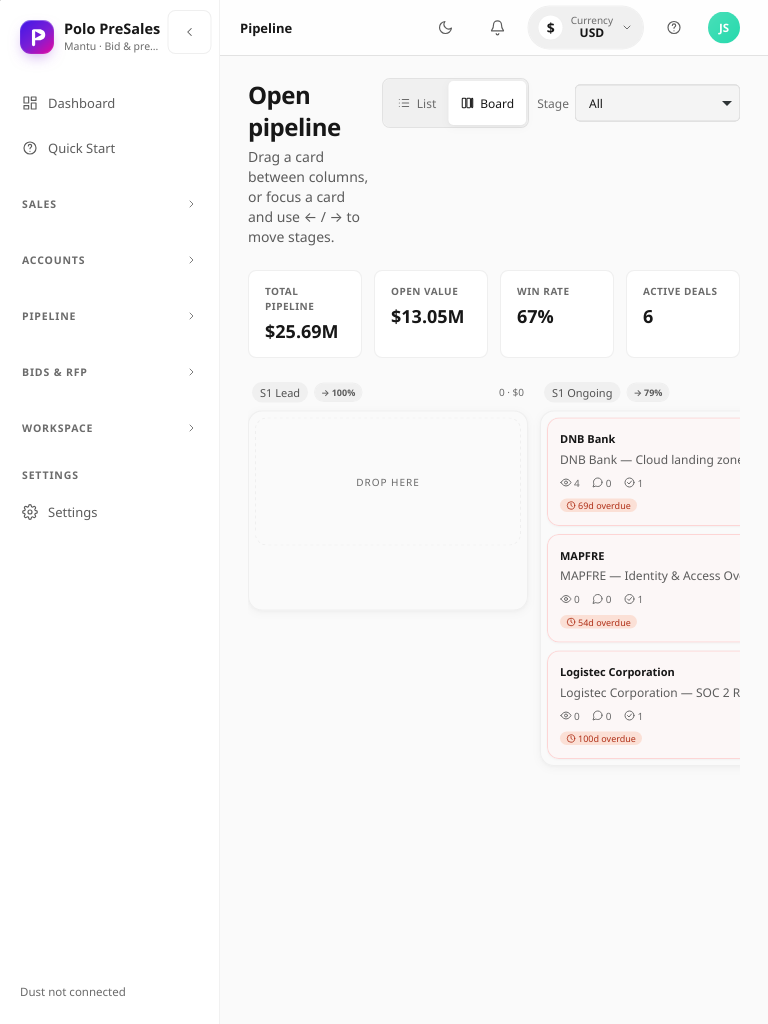 Polo PreSales
Mantu · Bid & pre...
Dashboard
Quick Start
SALES
ACCOUNTS
PIPELINE
BIDS & RFP
WORKSPACE
SETTINGS
Settings
Dust not connected
Pipeline
$
Currency
USD
JS
Open
pipeline
Drag a card
between columns,
or focus a card
and use ← / → to
move stages.
List
Board
Stage
All
TOTAL
PIPELINE
$25.69M
OPEN VALUE
$13.05M
WIN RATE
67%
ACTIVE DEALS
6
S1 Lead
→ 100%
0 · $0
DROP HERE
S1 Ongoing
→ 79%
DNB Bank
DNB Bank — Cloud landing zone
4 0 1
69d overdue
MAPFRE
MAPFRE — Identity & Access Ov
0 0 1
54d overdue
Logistec Corporation
Logistec Corporation — SOC 2 R
0 0 1
100d overdue